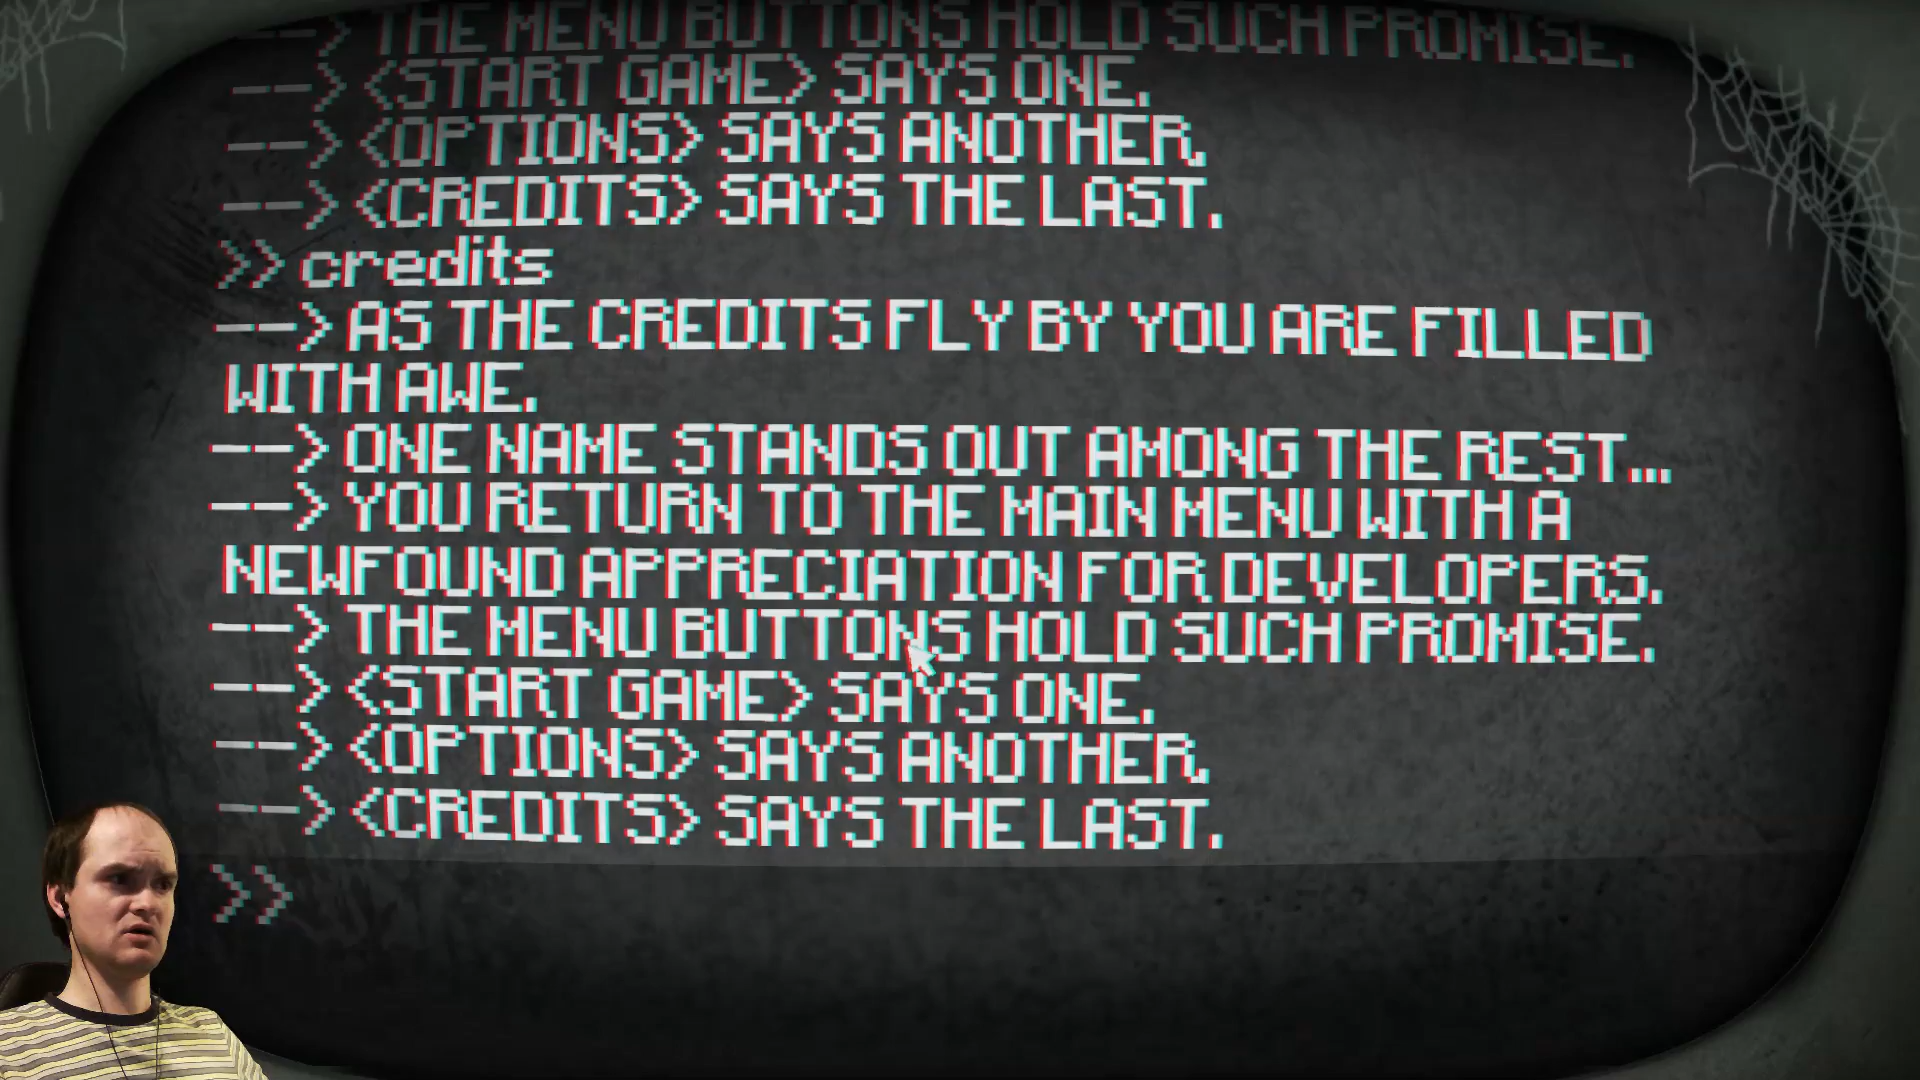 --> THE MENU BUTTONS HOLD SUCH PROMISE.
--> <START GAME> SAYS ONE.
--> <OPTIONS> SAYS ANOTHER.
--> <CREDITS> SAYS THE LAST.
>> credits
--> AS THE CREDITS FLY BY YOU ARE FILLED
WITH AWE.
--> ONE NAME STANDS OUT AMONG THE REST...
--> YOU RETURN TO THE MAIN MENU WITH A
NEWFOUND APPRECIATION FOR DEVELOPERS.
--> THE MENU BUTTONS HOLD SUCH PROMISE.
--> <START GAME> SAYS ONE.
--> <OPTIONS> SAYS ANOTHER.
--> <CREDITS> SAYS THE LAST.
>>